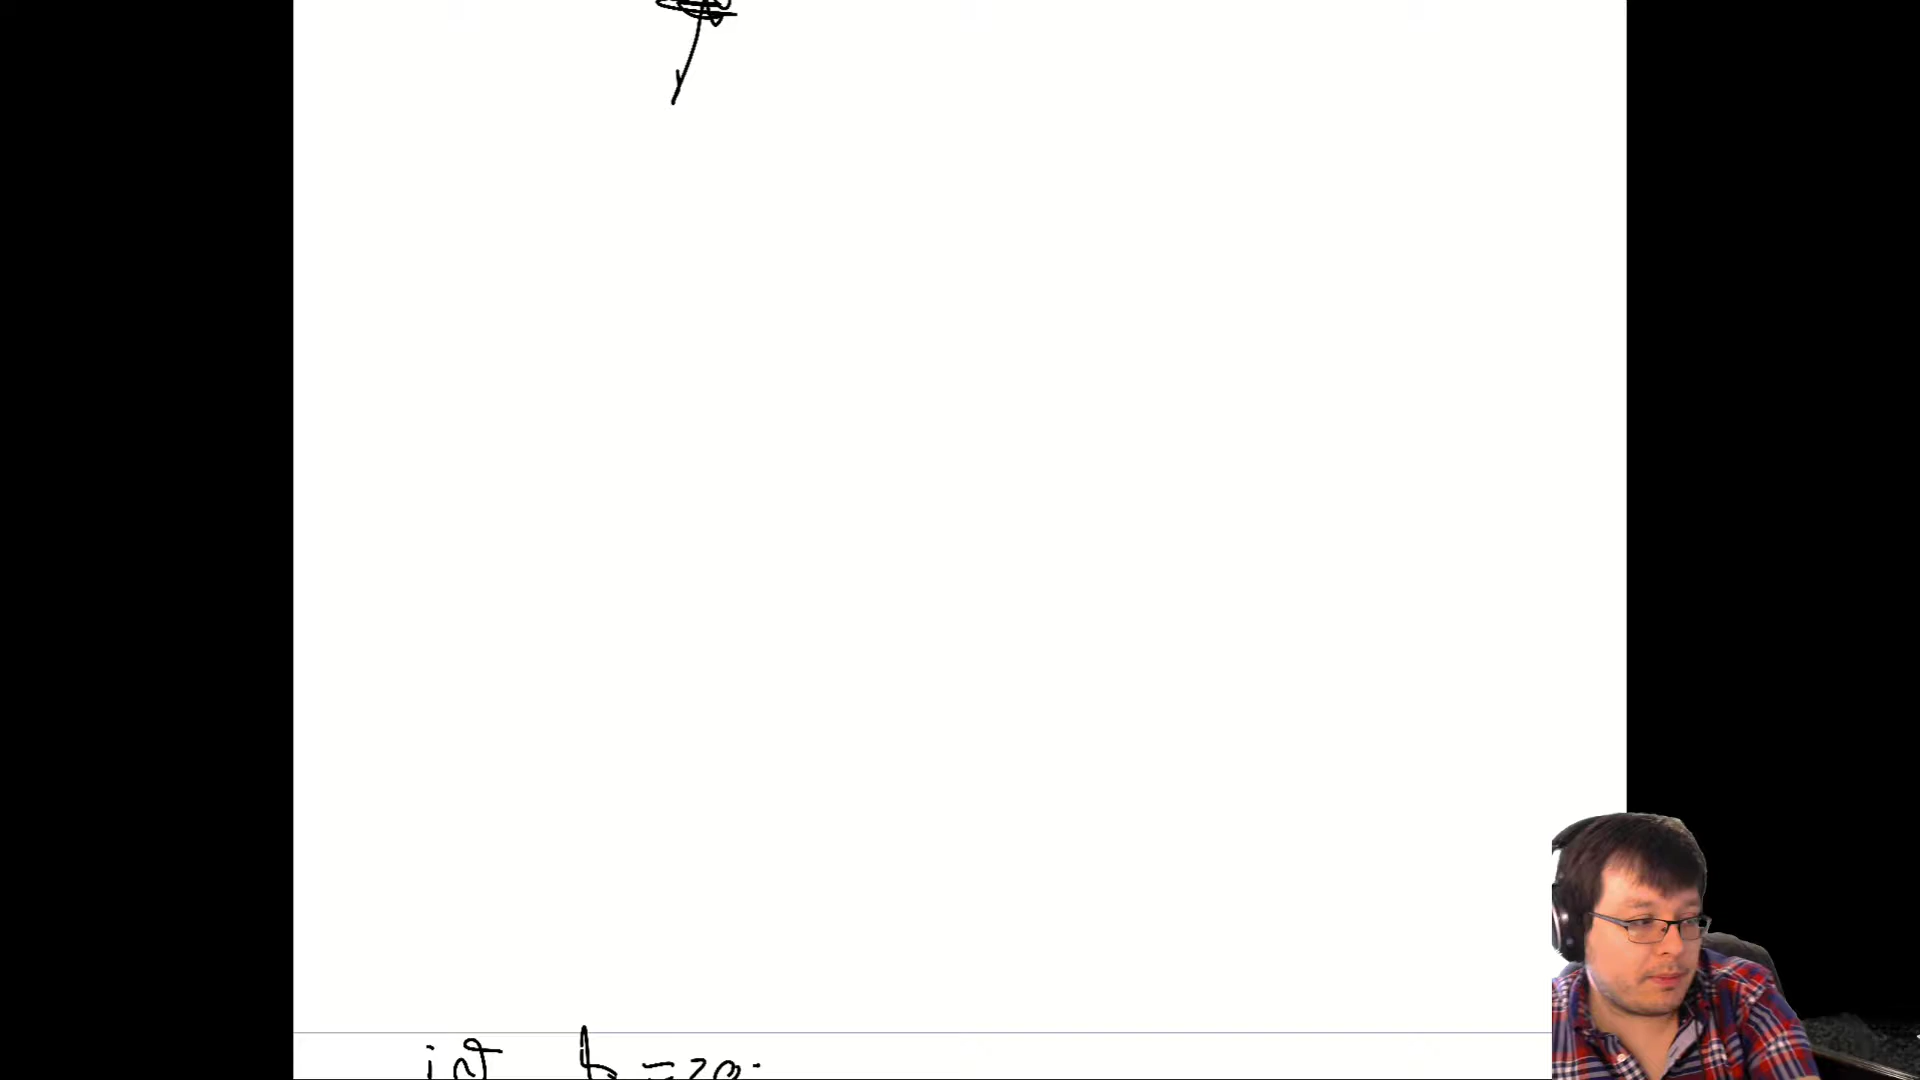 int b = 20;